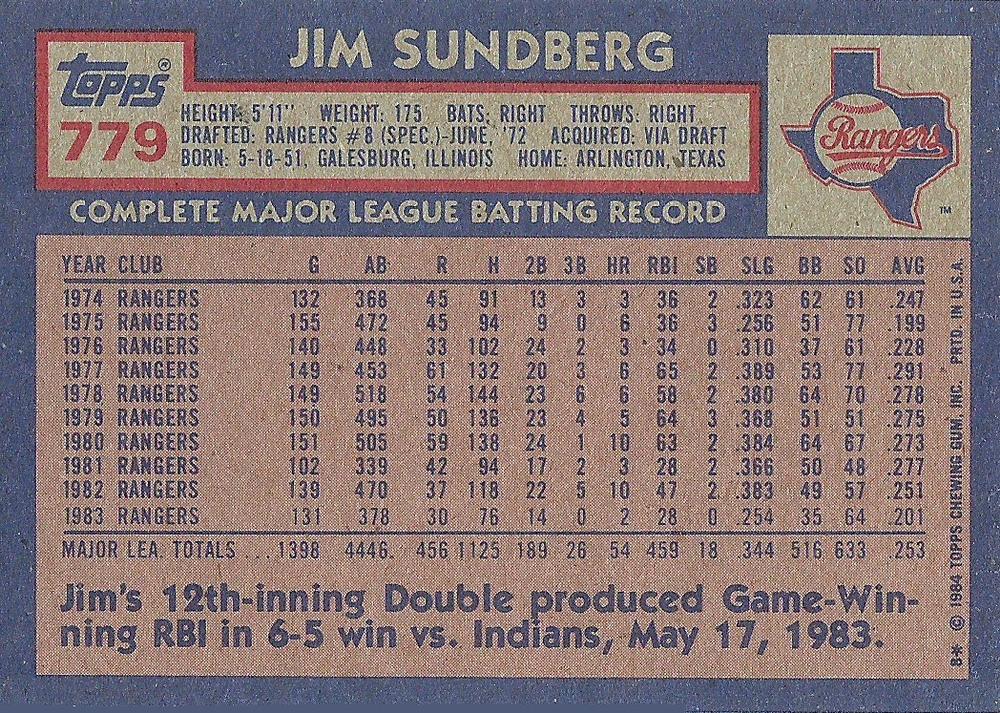 JIM SUNDBERG
Topps®
779
HEIGHT: 5'11" WEIGHT: 175 BATS: RIGHT THROWS: RIGHT
DRAFTED: RANGERS #8 (SPEC.)-JUNE, '72 ACQUIRED: VIA DRAFT
BORN: 5-18-51, GALESBURG, ILLINOIS HOME: ARLINGTON, TEXAS
Rangers
TM
COMPLETE MAJOR LEAGUE BATTING RECORD
YEAR CLUB G AB R H 2B 3B HR RBI SB SLG BB SO AVG
1974 RANGERS 132 368 45 91 13 3 3 36 2 .323 62 61 .247
1975 RANGERS 155 472 45 94 9 0 6 36 3 .256 51 77 .199
1976 RANGERS 140 448 33 102 24 2 3 34 0 .310 37 61 .228
1977 RANGERS 149 453 61 132 20 3 6 65 2 .389 53 77 .291
1978 RANGERS 149 518 54 144 23 6 6 58 2 .380 64 70 .278
1979 RANGERS 150 495 50 136 23 4 5 64 3 .368 51 51 .275
1980 RANGERS 151 505 59 138 24 1 10 63 2 .384 64 67 .273
1981 RANGERS 102 339 42 94 17 2 3 28 2 .366 50 48 .277
1982 RANGERS 139 470 37 118 22 5 10 47 2 .383 49 57 .251
1983 RANGERS 131 378 30 76 14 0 2 28 0 .254 35 64 .201
MAJOR LEA. TOTALS ... 1398 4446 456 1125 189 26 54 459 18 .344 516 633 .253
Jim's 12th-inning Double produced Game-Win-
ning RBI in 6-5 win vs. Indians, May 17, 1983.
8* © 1984 TOPPS CHEWING GUM, INC. PRTD. IN U.S.A.